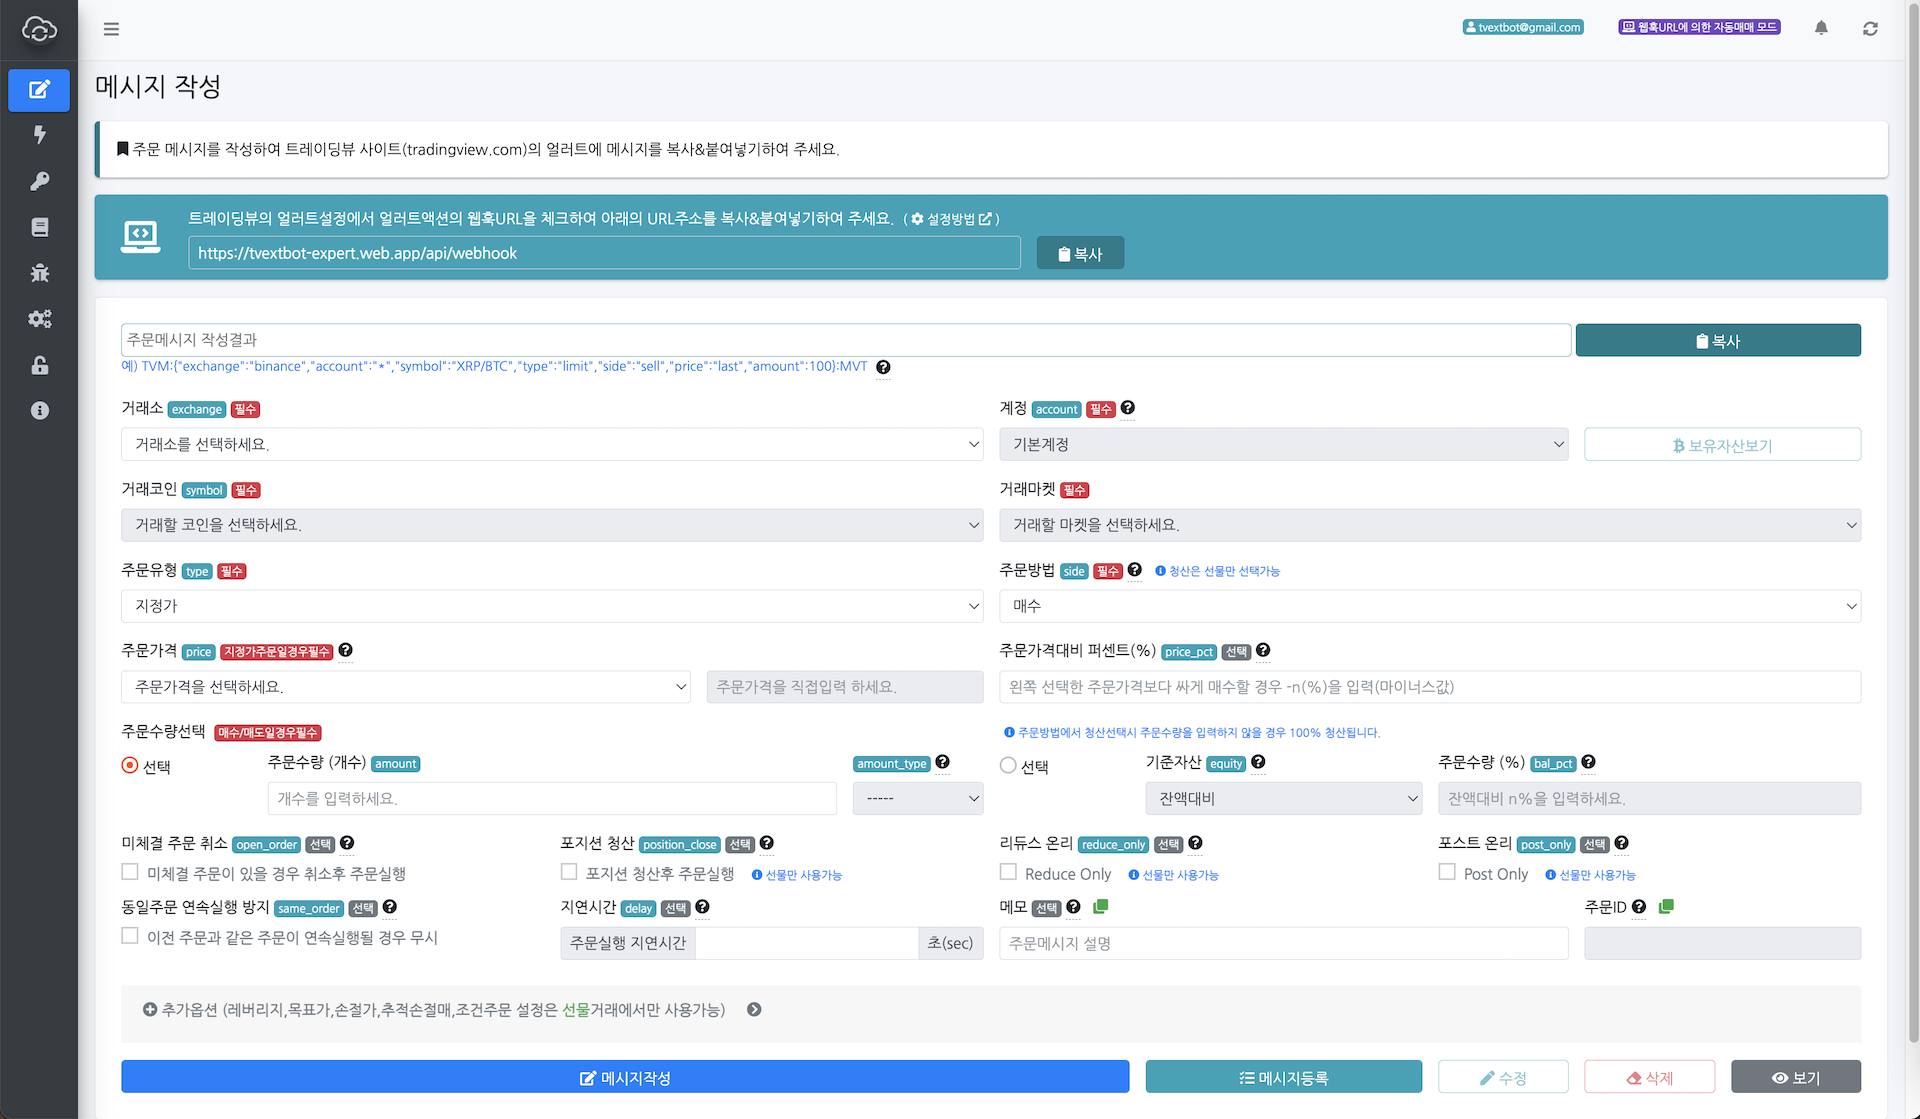 tvextbot@gmail.com 웹훅URL에 의한 자동매매 모드
메시지 작성
주문 메시지를 작성하여 트레이딩뷰 사이트(tradingview.com)의 얼러트에 메시지를 복사&붙여넣기하여 주세요.
트레이딩뷰의 얼러트설정에서 얼러트액션의 웹훅URL을 체크하여 아래의 URL주소를 복사&붙여넣기하여 주세요. ( 설정방법 )
https://tvextbot-expert.web.app/api/webhook 복사
주문메시지 작성결과 복사
예) TVM:{"exchange":"binance","account":"*","symbol":"XRP/BTC","type":"limit","side":"sell","price":"last","amount":100}:MVT
거래소 exchange 필수 계정 account 필수
거래소를 선택하세요. 기본계정 보유자산보기
거래코인 symbol 필수 거래마켓 필수
거래할 코인을 선택하세요. 거래할 마켓을 선택하세요.
주문유형 type 필수 주문방법 side 필수 청산은 선물만 선택가능
지정가 매수
주문가격 price 지정가주문일경우필수 주문가격대비 퍼센트(%) price_pct 선택
주문가격을 선택하세요. 주문가격을 직접입력 하세요. 왼쪽 선택한 주문가격보다 싸게 매수할 경우 -n(%)을 입력(마이너스값)
주문수량선택 매수/매도일경우필수 주문방법에서 청산선택시 주문수량을 입력하지 않을 경우 100% 청산됩니다.
선택 주문수량 (개수) amount amount_type 선택 기준자산 equity 주문수량 (%) bal_pct
개수를 입력하세요. ----- 잔액대비 잔액대비 n%을 입력하세요.
미체결 주문 취소 open_order 선택 포지션 청산 position_close 선택 리듀스 온리 reduce_only 선택 포스트 온리 post_only 선택
미체결 주문이 있을 경우 취소후 주문실행 포지션 청산후 주문실행 선물만 사용가능 Reduce Only 선물만 사용가능 Post Only 선물만 사용가능
동일주문 연속실행 방지 same_order 선택 지연시간 delay 선택 메모 선택 주문ID
이전 주문과 같은 주문이 연속실행될 경우 무시 주문실행 지연시간 초(sec) 주문메시지 설명
추가옵션 (레버리지,목표가,손절가,추적손절매,조건주문 설정은 선물거래에서만 사용가능)
메시지작성 메시지등록 수정 삭제 보기